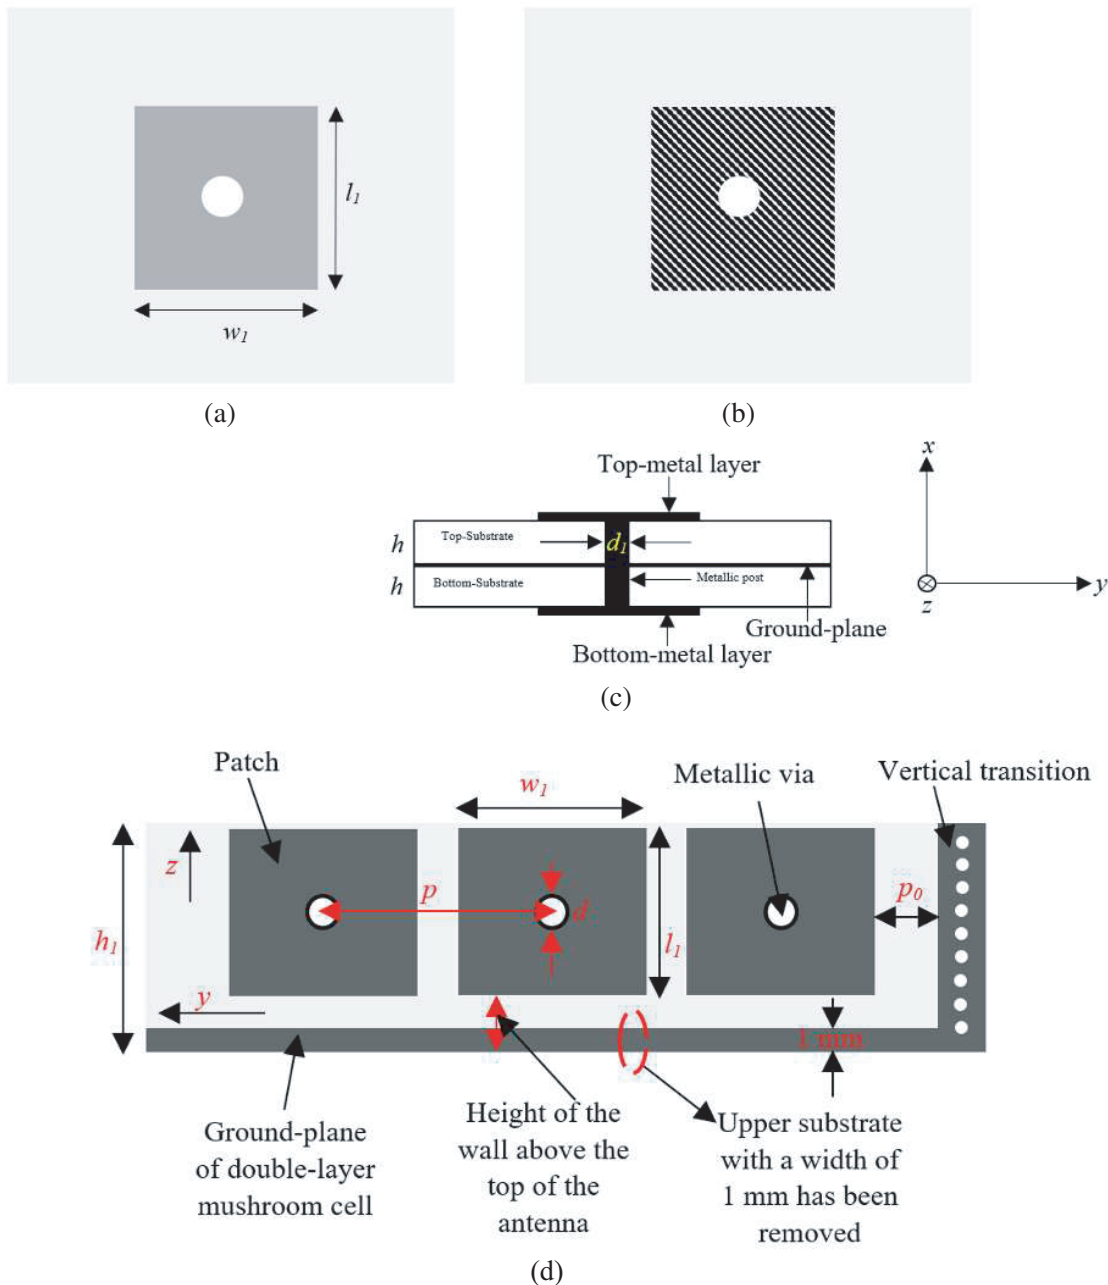 l1
w1
(a)
(b)
Top-metal layer
x
h
Top-Substrate
d1
h
Bottom-Substrate
Metallic post
y
z
Ground-plane
Bottom-metal layer
(c)
Patch
w1
Metallic via
Vertical transition
z
p
p0
h1
d
l1
y
1 mm
Ground-plane
of double-layer
mushroom cell
Height of the
wall above the
top of the
antenna
Upper substrate
with a width of
1 mm has been
removed
(d)